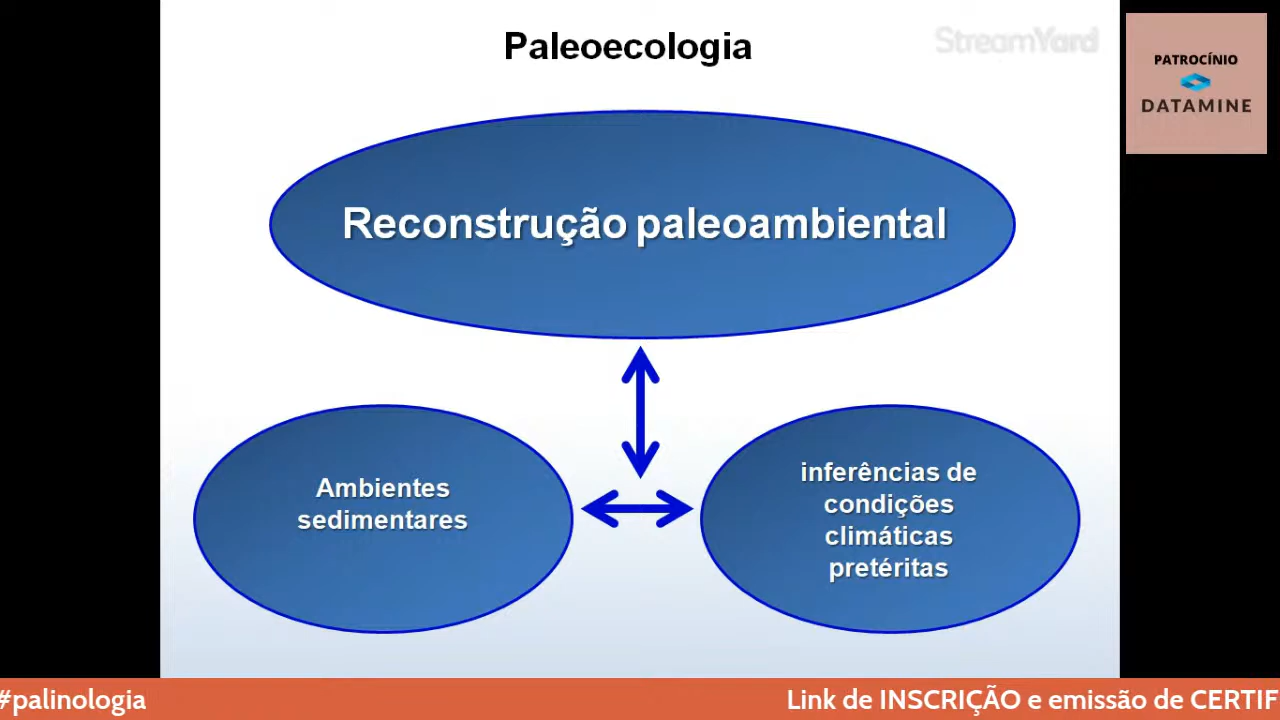 Paleoecologia
StreamYard
PATROCÍNIO
DATAMINE
Reconstrução paleoambiental
Ambientes
sedimentares
inferências de
condições
climáticas
pretéritas
#palinologia
Link de INSCRIÇÃO e emissão de CERTIF